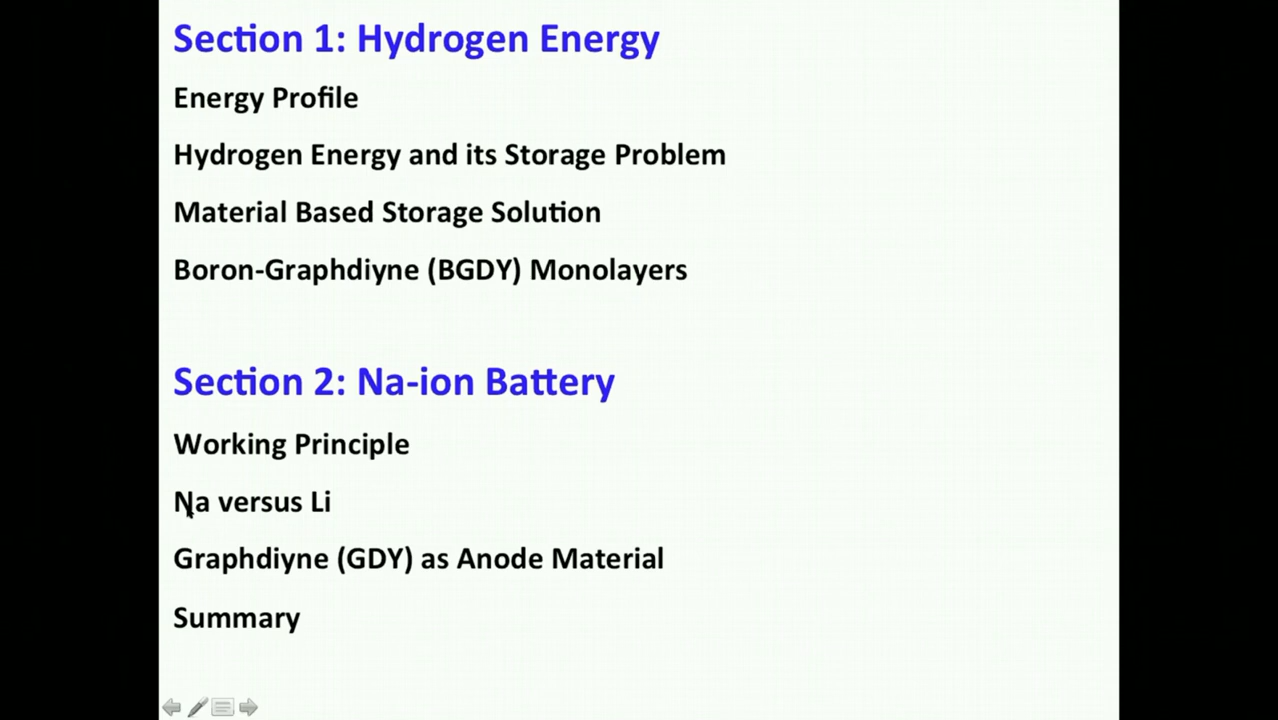 Section 1: Hydrogen Energy
Energy Profile
Hydrogen Energy and its Storage Problem
Material Based Storage Solution
Boron-Graphdiyne (BGDY) Monolayers
Section 2: Na-ion Battery
Working Principle
Na versus Li
Graphdiyne (GDY) as Anode Material
Summary